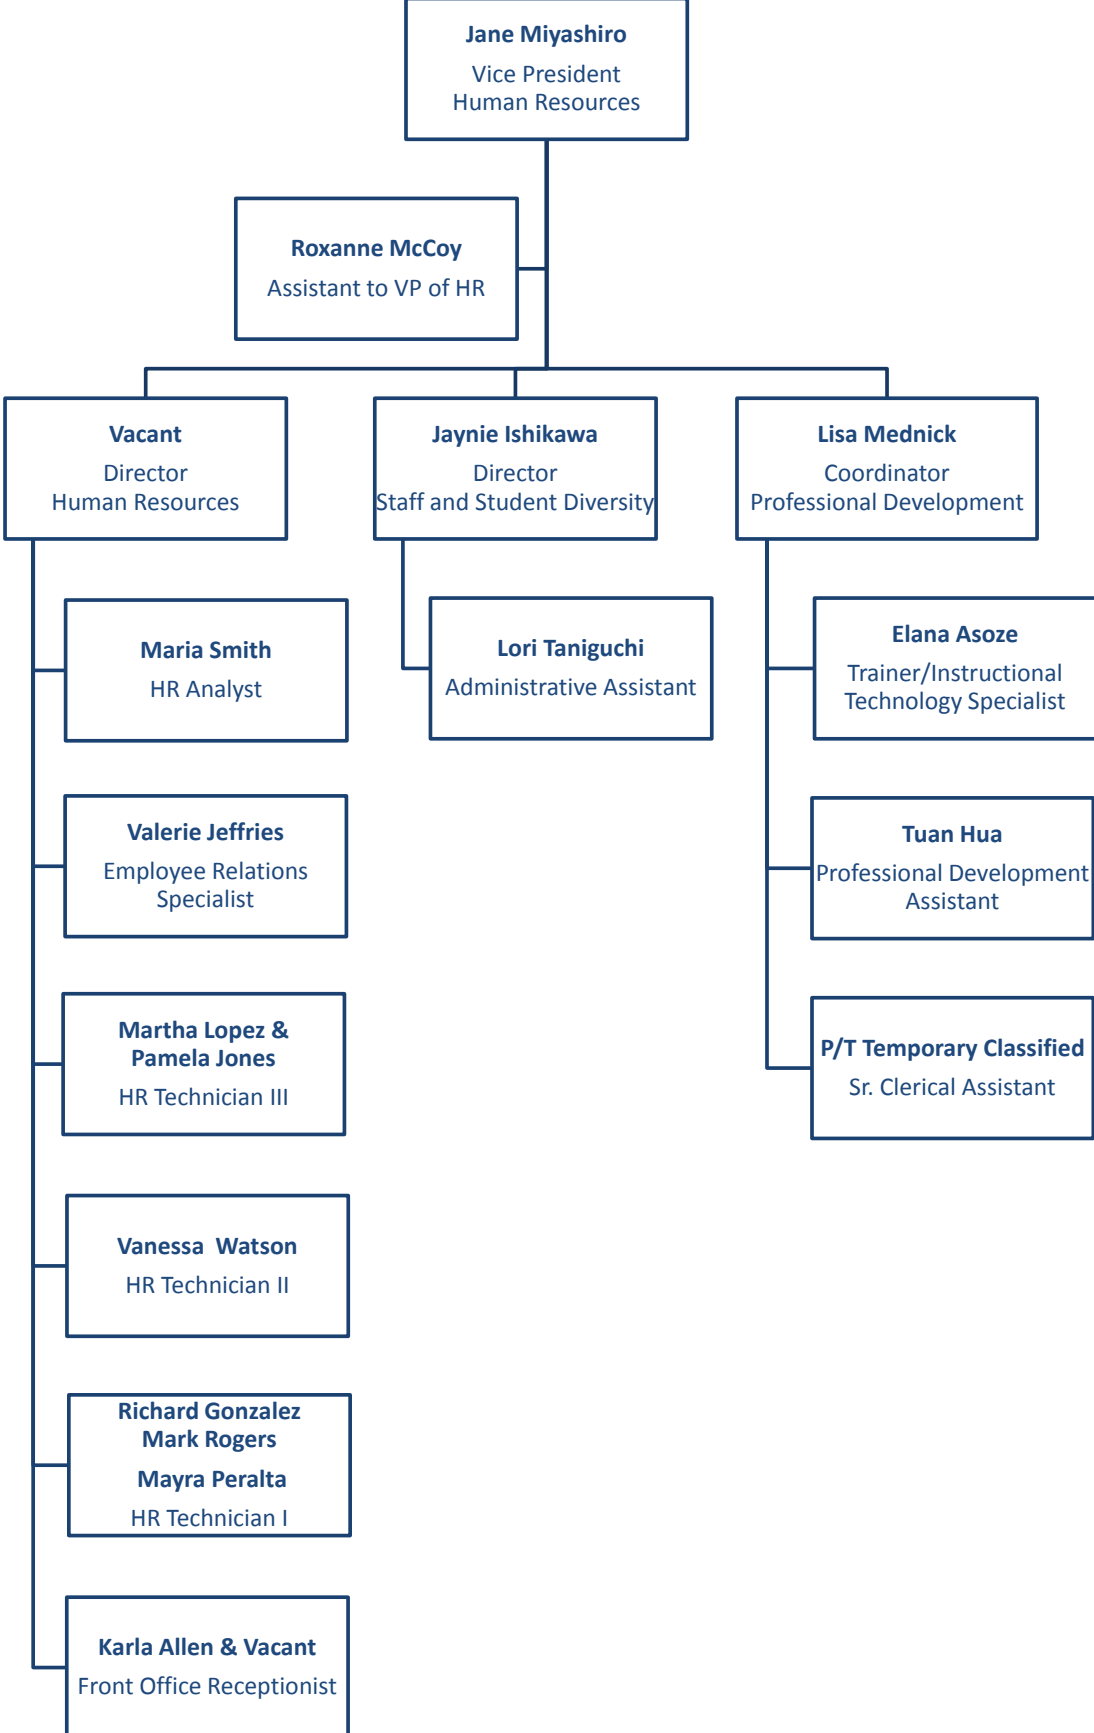 Jane Miyashiro
Vice President
Human Resources
Roxanne McCoy
Assistant to VP of HR
Vacant
Director
Human Resources
Jaynie Ishikawa
Director
Staff and Student Diversity
Lisa Mednick
Coordinator
Professional Development
Maria Smith
HR Analyst
Valerie Jeffries
Employee Relations
Specialist
Martha Lopez &
Pamela Jones
HR Technician III
Vanessa  Watson
HR Technician II
Richard Gonzalez
Mark Rogers
Mayra Peralta
HR Technician I
Karla Allen & Vacant
Front Office Receptionist
Lori Taniguchi
Administrative Assistant
Elana Asoze
Trainer/Instructional
Technology Specialist
Tuan Hua
Professional Development
Assistant
P/T Temporary Classified
Sr. Clerical Assistant